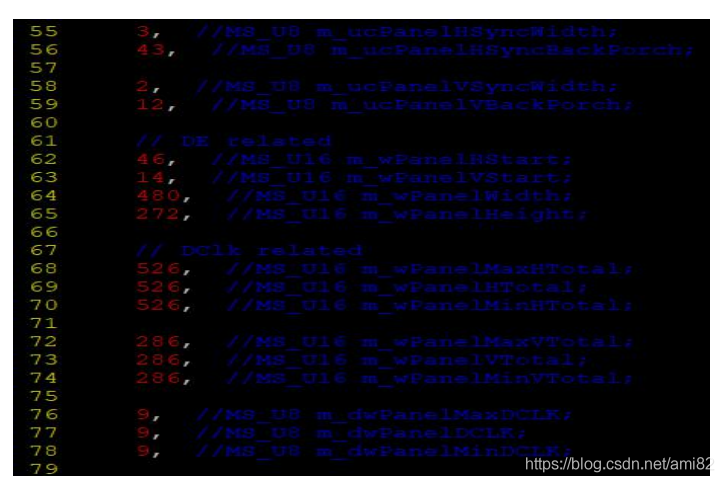 55 3, //MS_U8 m_ucPanelHSyncWidth;
56 43, //MS_U8 m_ucPanelHSyncBackPorch;
57
58 2, //MS_U8 m_ucPanelVSyncWidth;
59 12, //MS_U8 m_ucPanelVBackPorch;
60
61 // DE related
62 46, //MS_U16 m_wPanelHStart;
63 14, //MS_U16 m_wPanelVStart;
64 480, //MS_U16 m_wPanelWidth;
65 272, //MS_U16 m_wPanelHeight;
66
67 // DClk related
68 526, //MS_U16 m_wPanelMaxHTotal;
69 526, //MS_U16 m_wPanelHTotal;
70 526, //MS_U16 m_wPanelMinHTotal;
71
72 286, //MS_U16 m_wPanelMaxVTotal;
73 286, //MS_U16 m_wPanelVTotal;
74 286, //MS_U16 m_wPanelMinVTotal;
75
76 9, //MS_U8 m_dwPanelMaxDCLK;
77 9, //MS_U8 m_dwPanelDCLK;
78 9, //MS_U8 m_dwPanelMinDCLK;
79
https://blog.csdn.net/ami82